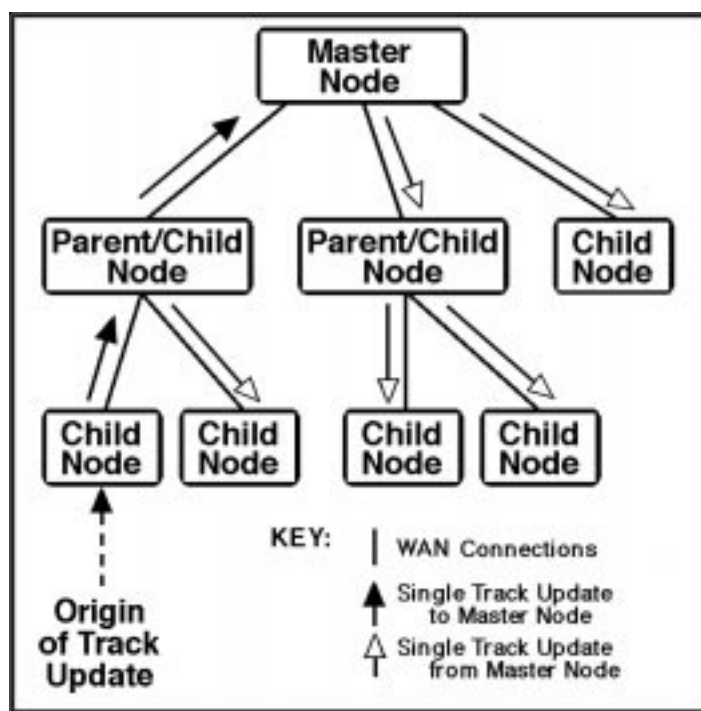 Master
Node
Parent/Child
Node
Parent/Child
Node
Child
Node
Child
Node
Child
Node
Child
Node
Child
Node
Origin
of Track
Update
KEY:
WAN Connections
Single Track Update
to Master Node
Single Track Update
from Master Node